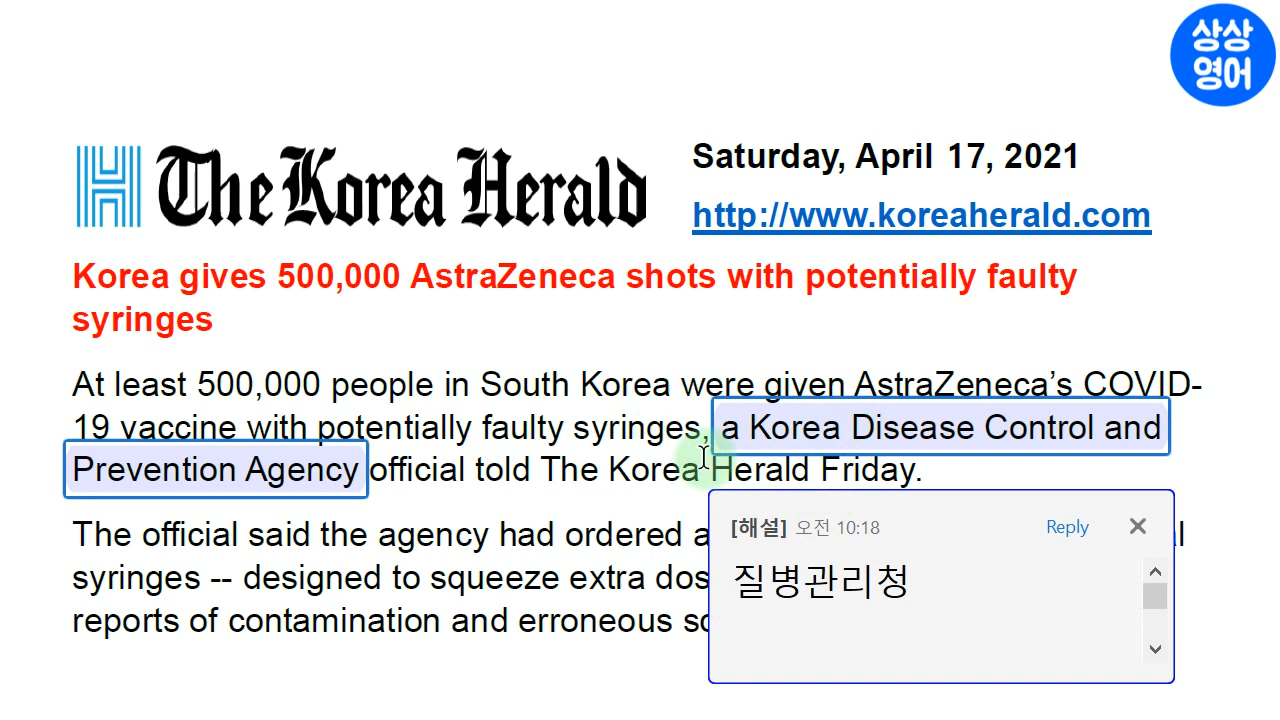 상상
영어
The Korea Herald
Saturday, April 17, 2021
http://www.koreaherald.com
Korea gives 500,000 AstraZeneca shots with potentially faulty
syringes
At least 500,000 people in South Korea were given AstraZeneca's COVID-
19 vaccine with potentially faulty syringes, a Korea Disease Control and
Prevention Agency official told The Korea Herald Friday.
The official said the agency had ordered
syringes -- designed to squeeze extra
reports of contamination and erroneous
[해설] 오전 10:18 Reply
질병관리청